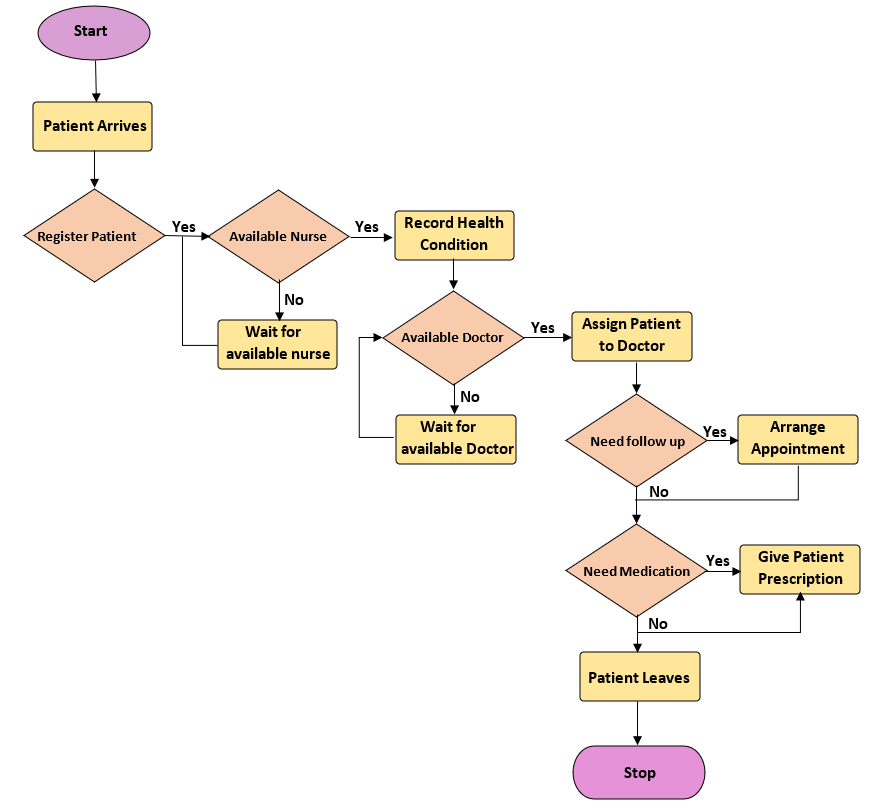 Start
Patient Arrives
Register Patient
Yes
Available Nurse
Yes
Record Health
Condition
No
Wait for
available nurse
Available Doctor
Yes
Assign Patient
to Doctor
No
Wait for
available Doctor
Need follow up
Yes
Arrange
Appointment
No
Need Medication
Yes
Give Patient
Prescription
No
Patient Leaves
Stop